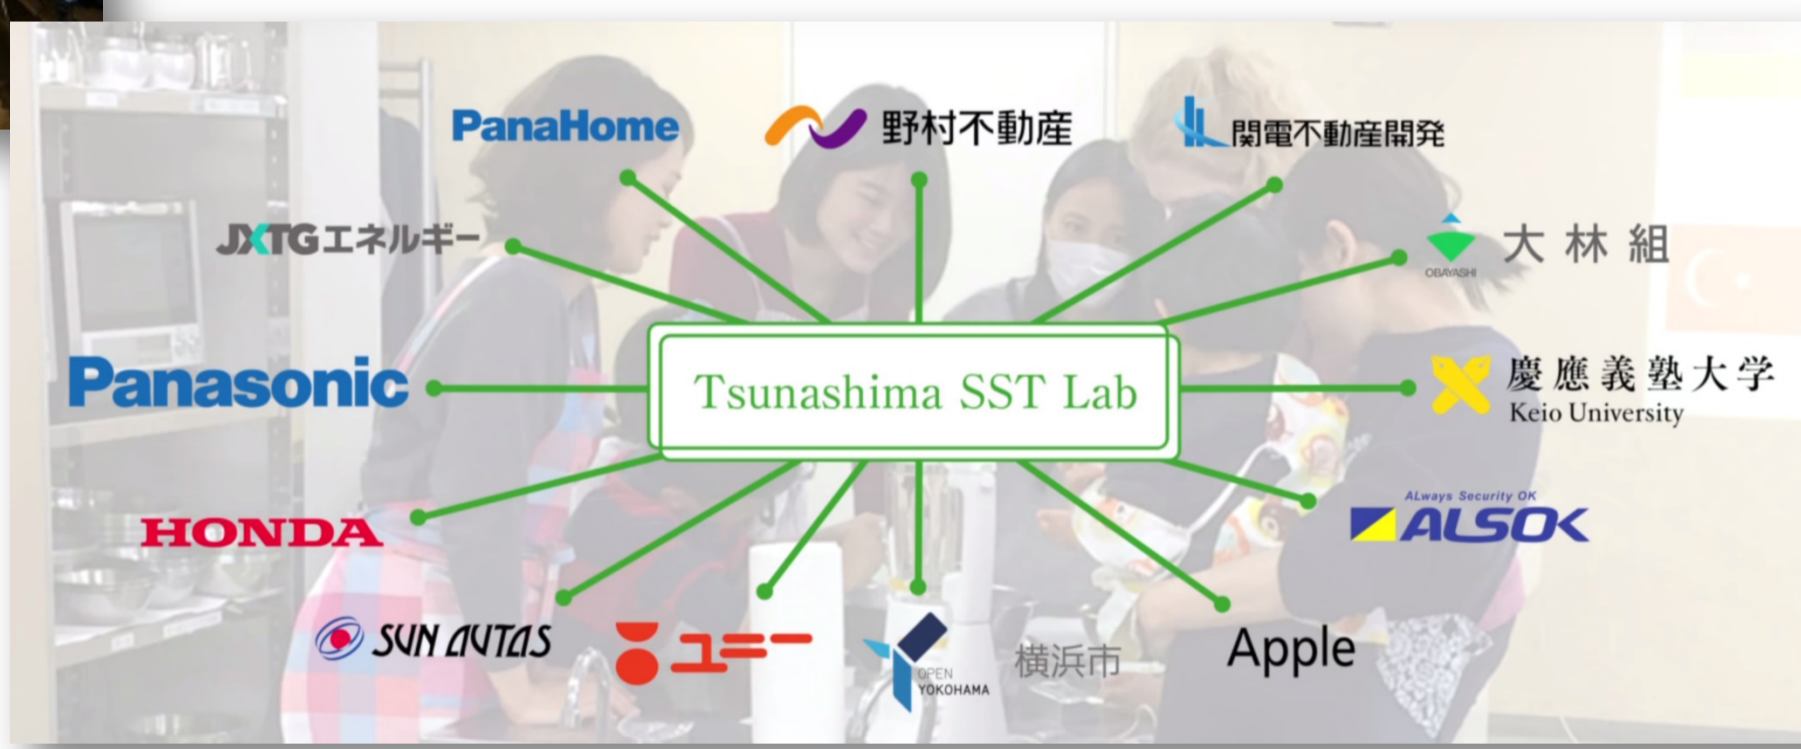 PanaHome
野村不動産
関電不動産開発
JXTGエネルギー
OBAYASHI
大林組
Panasonic
Tsunashima SST Lab
慶應義塾大学
Keio University
HONDA
ALways Security OK
ALSOK
SUN AUTAS
ユニー
OPEN
YOKOHAMA
横浜市
Apple